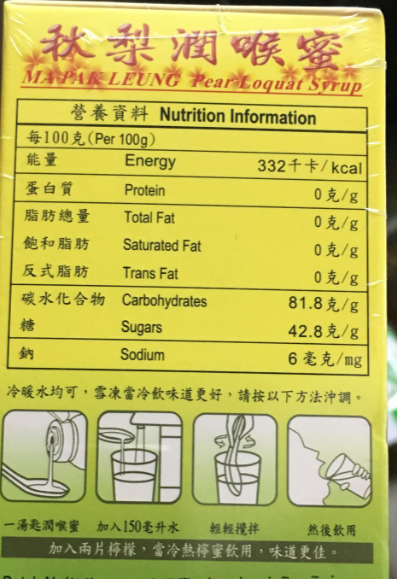 秋梨潤喉蜜
MA PAK LEUNG Pear Loquat Syrup
營養資料 Nutrition Information
每100克(Per 100g)
能量 Energy 332千卡/kcal
蛋白質 Protein 0克/g
脂肪總量 Total Fat 0克/g
飽和脂肪 Saturated Fat 0克/g
反式脂肪 Trans Fat 0克/g
碳水化合物 Carbohydrates 81.8克/g
糖 Sugars 42.8克/g
鈉 Sodium 6毫克/mg
冷暖水均可，雪凍當冷飲味道更好，請按以下方法沖調。
一湯匙潤喉蜜 加入150毫升水 輕輕攪拌 然後飲用
加入兩片檸檬，當冷熱檸蜜飲用，味道更佳。